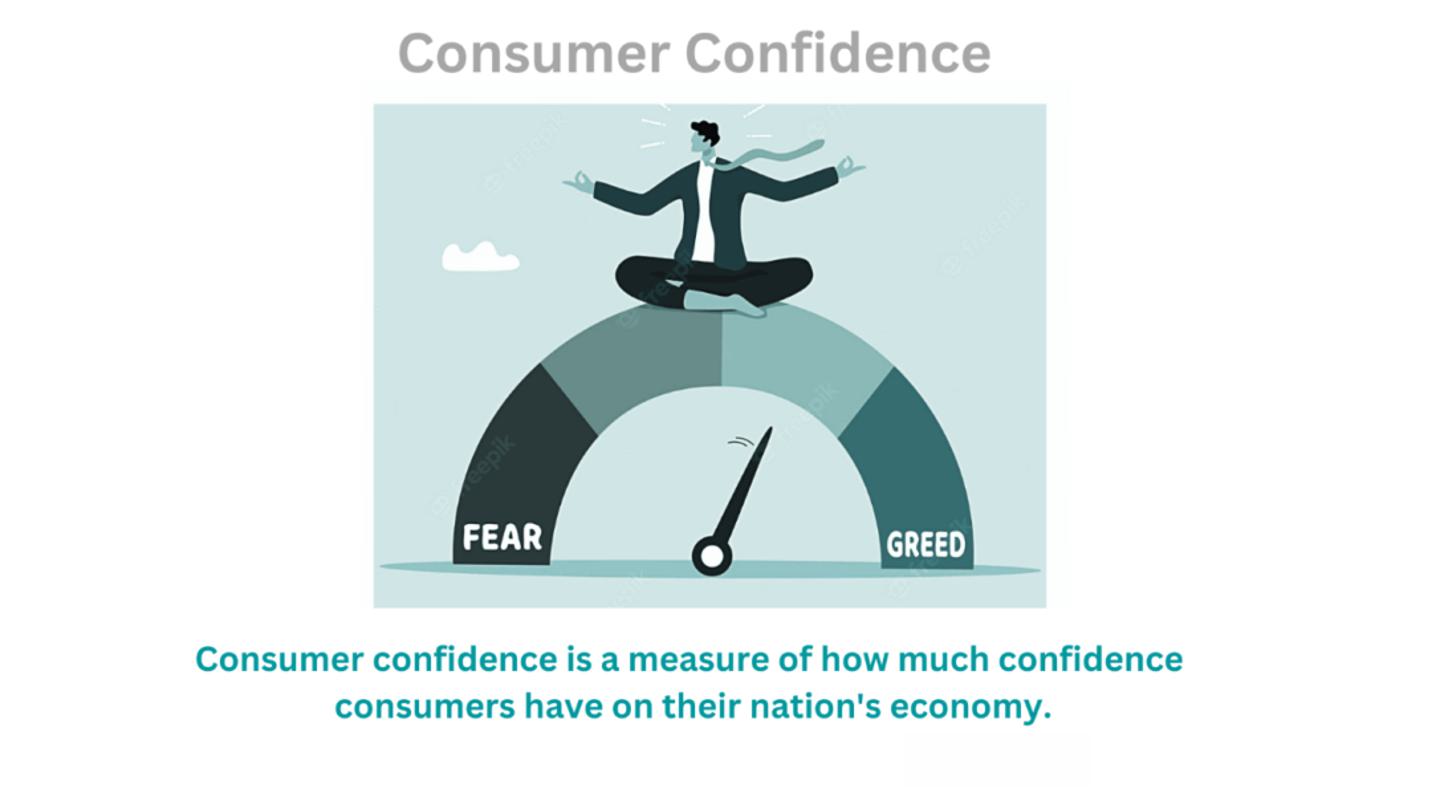 Consumer Confidence
FEAR
GREED
Consumer confidence is a measure of how much confidence
consumers have on their nation's economy.